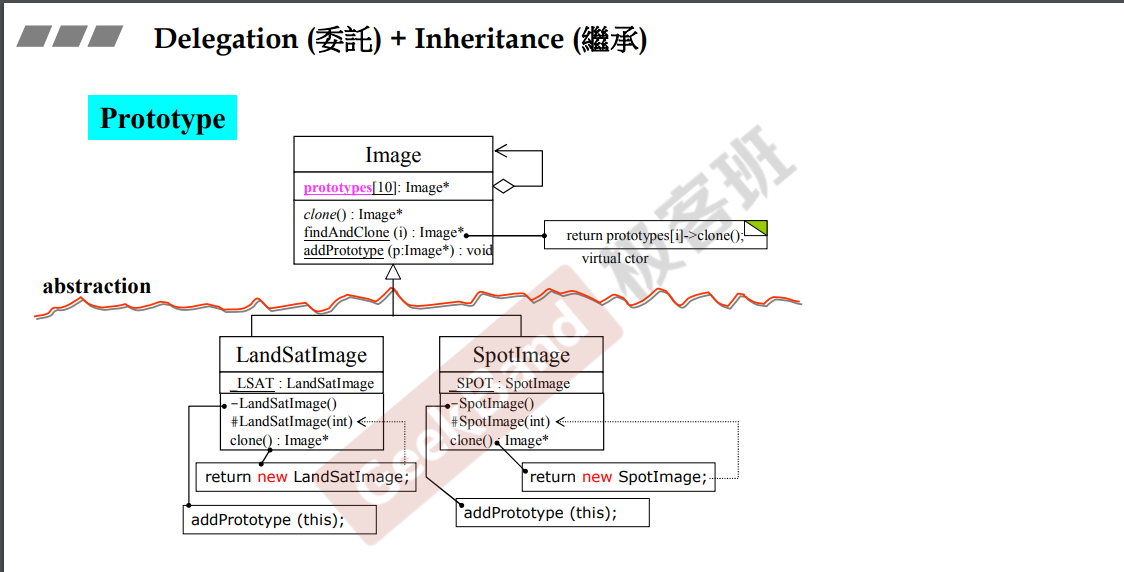 Delegation (委託) + Inheritance (繼承)
Prototype
Image
prototypes[10]: Image*
clone() : Image*
findAndClone (i) : Image*
addPrototype (p:Image*) : void
return prototypes[i]->clone();
virtual ctor
abstraction
LandSatImage
_LSAT : LandSatImage
-LandSatImage()
#LandSatImage(int)
clone() : Image*
return new LandSatImage;
addPrototype (this);
SpotImage
_SPOT : SpotImage
-SpotImage()
#SpotImage(int)
clone() : Image*
return new SpotImage;
addPrototype (this);
GeekBand 极客班